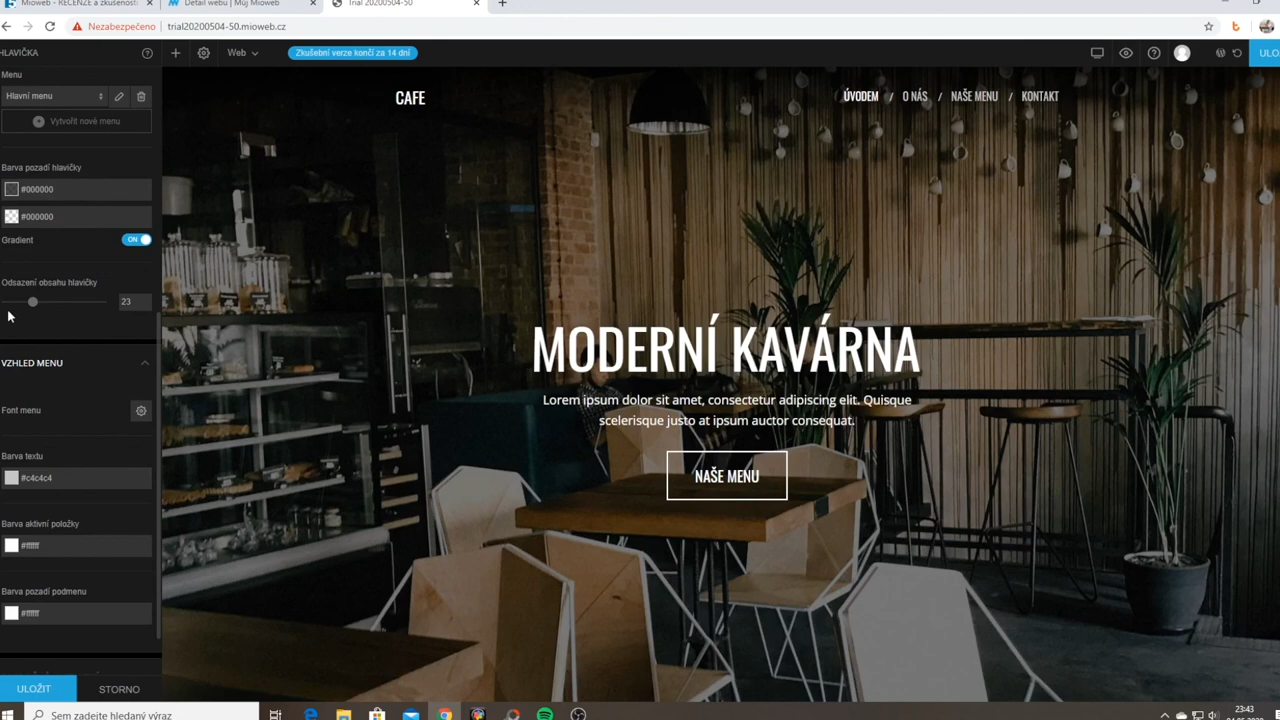 Mioweb - RECENZE a zkušenosti
Detail webu | Můj Mioweb
Trial 20200504-50
Nezabezpečeno
trial20200504-50.mioweb.cz
HLAVIČKA
Web
Zkušební verze končí za 14 dní
ULO
Menu
Hlavní menu
Vytvořit nové menu
Barva pozadí hlavičky
#000000
#000000
Gradient
ON
Odsazení obsahu hlavičky
23
VZHLED MENU
Font menu
Barva textu
#c4c4c4
Barva aktivní položky
#ffffff
Barva pozadí podmenu
#ffffff
ULOŽIT
STORNO
CAFE
ÚVODEM / O NÁS / NAŠE MENU / KONTAKT
MODERNÍ KAVÁRNA
Lorem ipsum dolor sit amet, consectetur adipiscing elit. Quisque
scelerisque justo at ipsum auctor consequat.
NAŠE MENU
Sem zadejte hledaný výraz
23:43